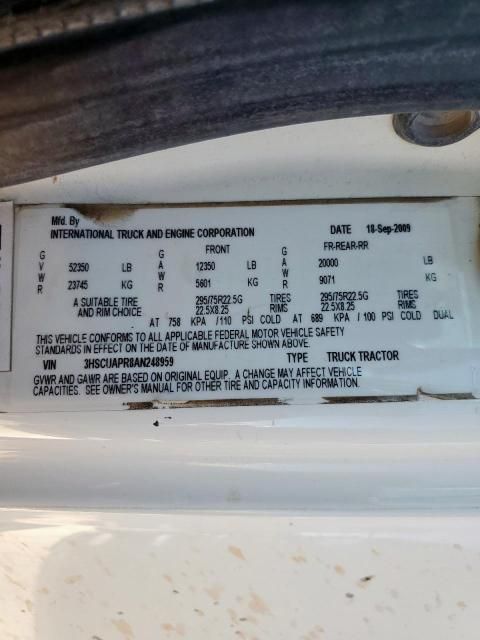 Mfd. By
INTERNATIONAL TRUCK AND ENGINE CORPORATION DATE 18-Sep-2009
FRONT FR-REAR-RR
GVWR 52350 LB GAWR 12350 LB GAWR 20000 LB
23745 KG 5601 KG 9071 KG
A SUITABLE TIRE 295/75R22.5G TIRES 295/75R22.5G TIRES
AND RIM CHOICE 22.5X8.25 RIMS 22.5X8.25 RIMS
AT 758 KPA /110 PSI COLD AT 689 KPA / 100 PSI COLD DUAL
THIS VEHICLE CONFORMS TO ALL APPLICABLE FEDERAL MOTOR VEHICLE SAFETY
STANDARDS IN EFFECT ON THE DATE OF MANUFACTURE SHOWN ABOVE.
VIN 3HSCUAPR8AN248959 TYPE TRUCK TRACTOR
GVWR AND GAWR ARE BASED ON ORIGINAL EQUIP. A CHANGE MAY AFFECT VEHICLE
CAPACITIES. SEE OWNER'S MANUAL FOR OTHER TIRE AND CAPACITY INFORMATION.